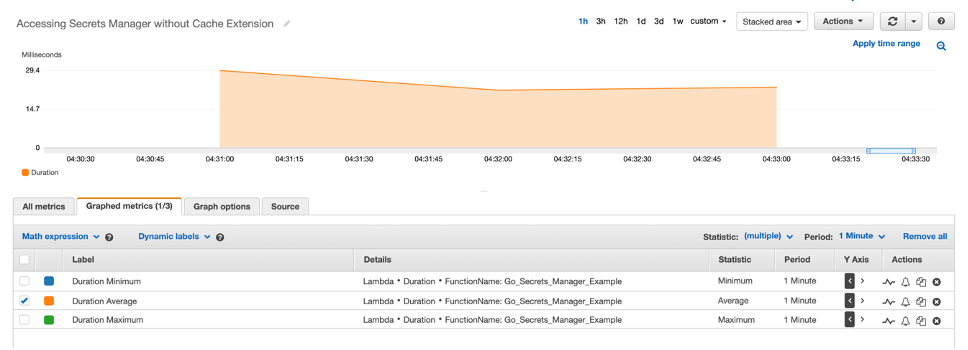 Accessing Secrets Manager without Cache Extension
1h 3h 12h 1d 3d 1w custom Stacked area Actions
Apply time range
Milliseconds
29.4
14.7
0
04:30:30 04:30:45 04:31:00 04:31:15 04:31:30 04:31:45 04:32:00 04:32:15 04:32:30 04:32:45 04:33:00 04:33:15 04:33:30
Duration
All metrics Graphed metrics (1/3) Graph options Source
Math expression Dynamic labels Statistic: (multiple) Period: 1 Minute Remove all
Label Details Statistic Period Y Axis Actions
Duration Minimum Lambda • Duration • FunctionName: Go_Secrets_Manager_Example Minimum 1 Minute < >
Duration Average Lambda • Duration • FunctionName: Go_Secrets_Manager_Example Average 1 Minute < >
Duration Maximum Lambda • Duration • FunctionName: Go_Secrets_Manager_Example Maximum 1 Minute < >